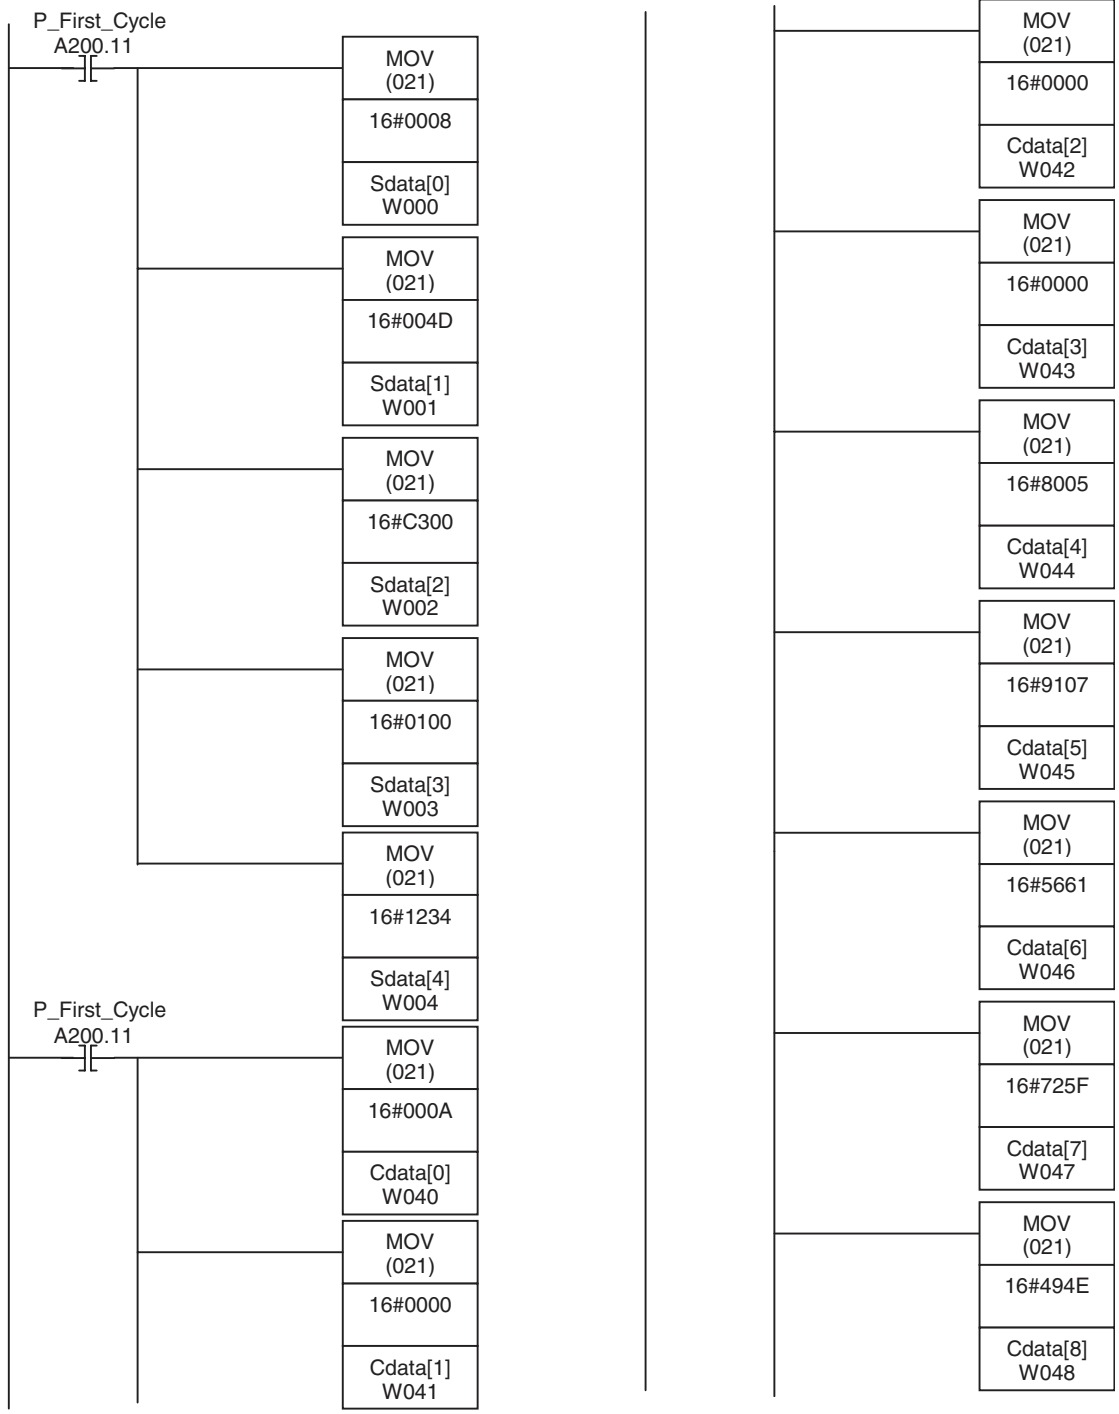 P_First_Cycle
A200.11
MOV
(021)
16#0008
Sdata[0]
W000
MOV
(021)
16#004D
Sdata[1]
W001
MOV
(021)
16#C300
Sdata[2]
W002
MOV
(021)
16#0100
Sdata[3]
W003
MOV
(021)
16#1234
Sdata[4]
W004
P_First_Cycle
A200.11
MOV
(021)
16#000A
Cdata[0]
W040
MOV
(021)
16#0000
Cdata[1]
W041
MOV
(021)
16#0000
Cdata[2]
W042
MOV
(021)
16#0000
Cdata[3]
W043
MOV
(021)
16#8005
Cdata[4]
W044
MOV
(021)
16#9107
Cdata[5]
W045
MOV
(021)
16#5661
Cdata[6]
W046
MOV
(021)
16#725F
Cdata[7]
W047
MOV
(021)
16#494E
Cdata[8]
W048